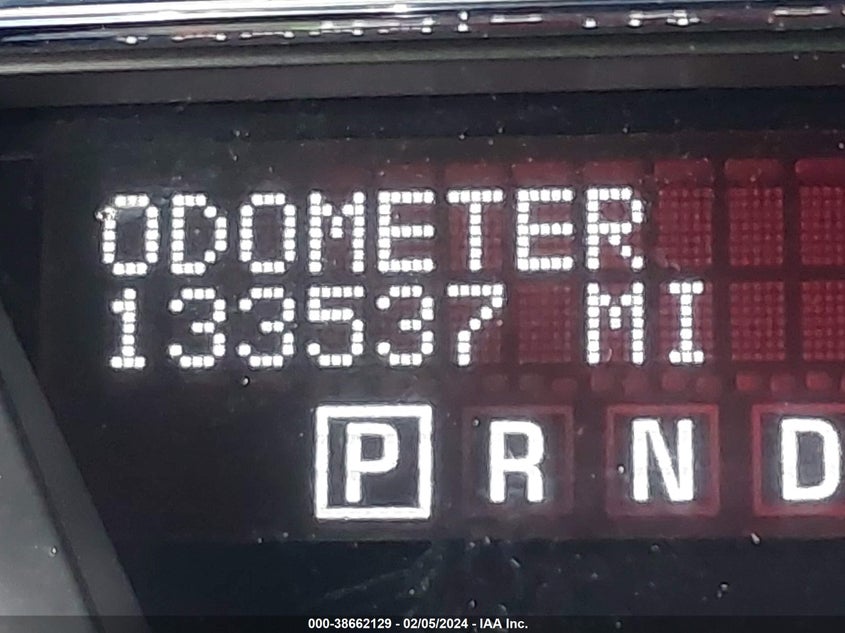 ODOMETER
133537 MI
P R N D
000-38662129 - 02/05/2024 - IAA Inc.